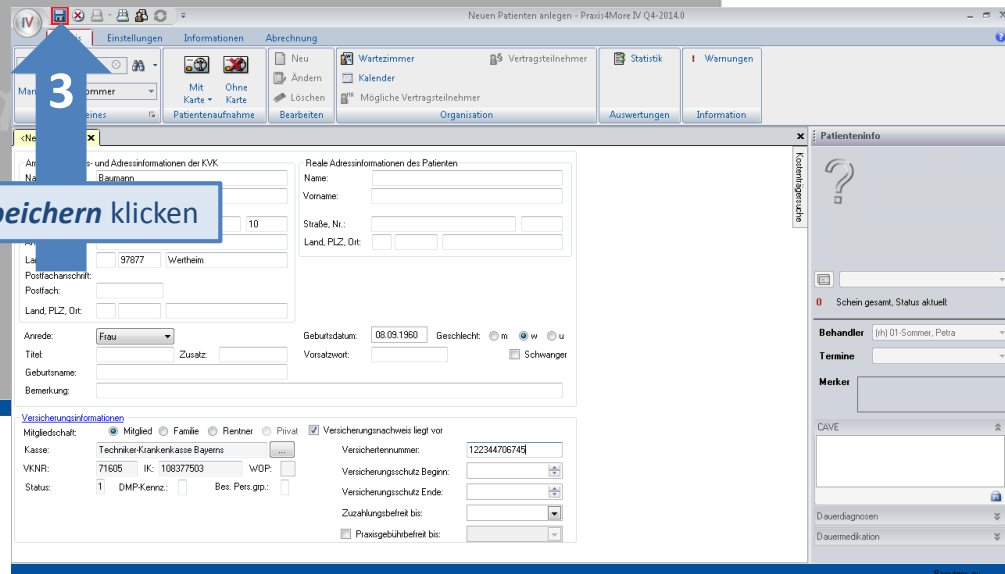 IV
Neuen Patienten anlegen - Praxis4More IV Q4-2014.0
Einstellungen Informationen Abrechnung
Neu Wartezimmer Vertragsteilnehmer Statistik Warnungen
Ändern Kalender
Mit Karte Ohne Karte
Löschen Mögliche Vertragsteilnehmer
Patientenaufnahme Bearbeiten Organisation Auswertungen Information
3
Speichern klicken
Patienteninfo
Kostenträgersuche
- und Adressinformationen der KVK Reale Adressinformationen des Patienten
Baumann Name:
Vorname:
10 Straße, Nr.:
Land, PLZ, Ort:
97877 Wertheim
Postfachanschrift:
Postfach:
Land, PLZ, Ort:
0 Schein gesamt, Status aktuell:
Anrede: Frau Geburtsdatum: 08.09.1960 Geschlecht: m w u
Titel: Zusatz: Vorsatzwort: Schwanger
Geburtsname:
Bemerkung:
Behandler (rh) 01-Sommer, Petra
Termine
Merker
Versicherungsinformationen
Mitgliedschaft: Mitglied Familie Rentner Privat Versicherungsnachweis liegt vor
Kasse: Techniker-Krankenkasse Bayerns ... Versichertennummer: 122344706745
VKNR: 71605 IK: 108377503 WOP: Versicherungsschutz Beginn:
Status: 1 DMP-Kennz.: Bes. Pers.grp.: Versicherungsschutz Ende:
Zuzahlungsbefreit bis:
Praxisgebührbefreit bis:
CAVE
Dauerdiagnosen
Dauermedikation